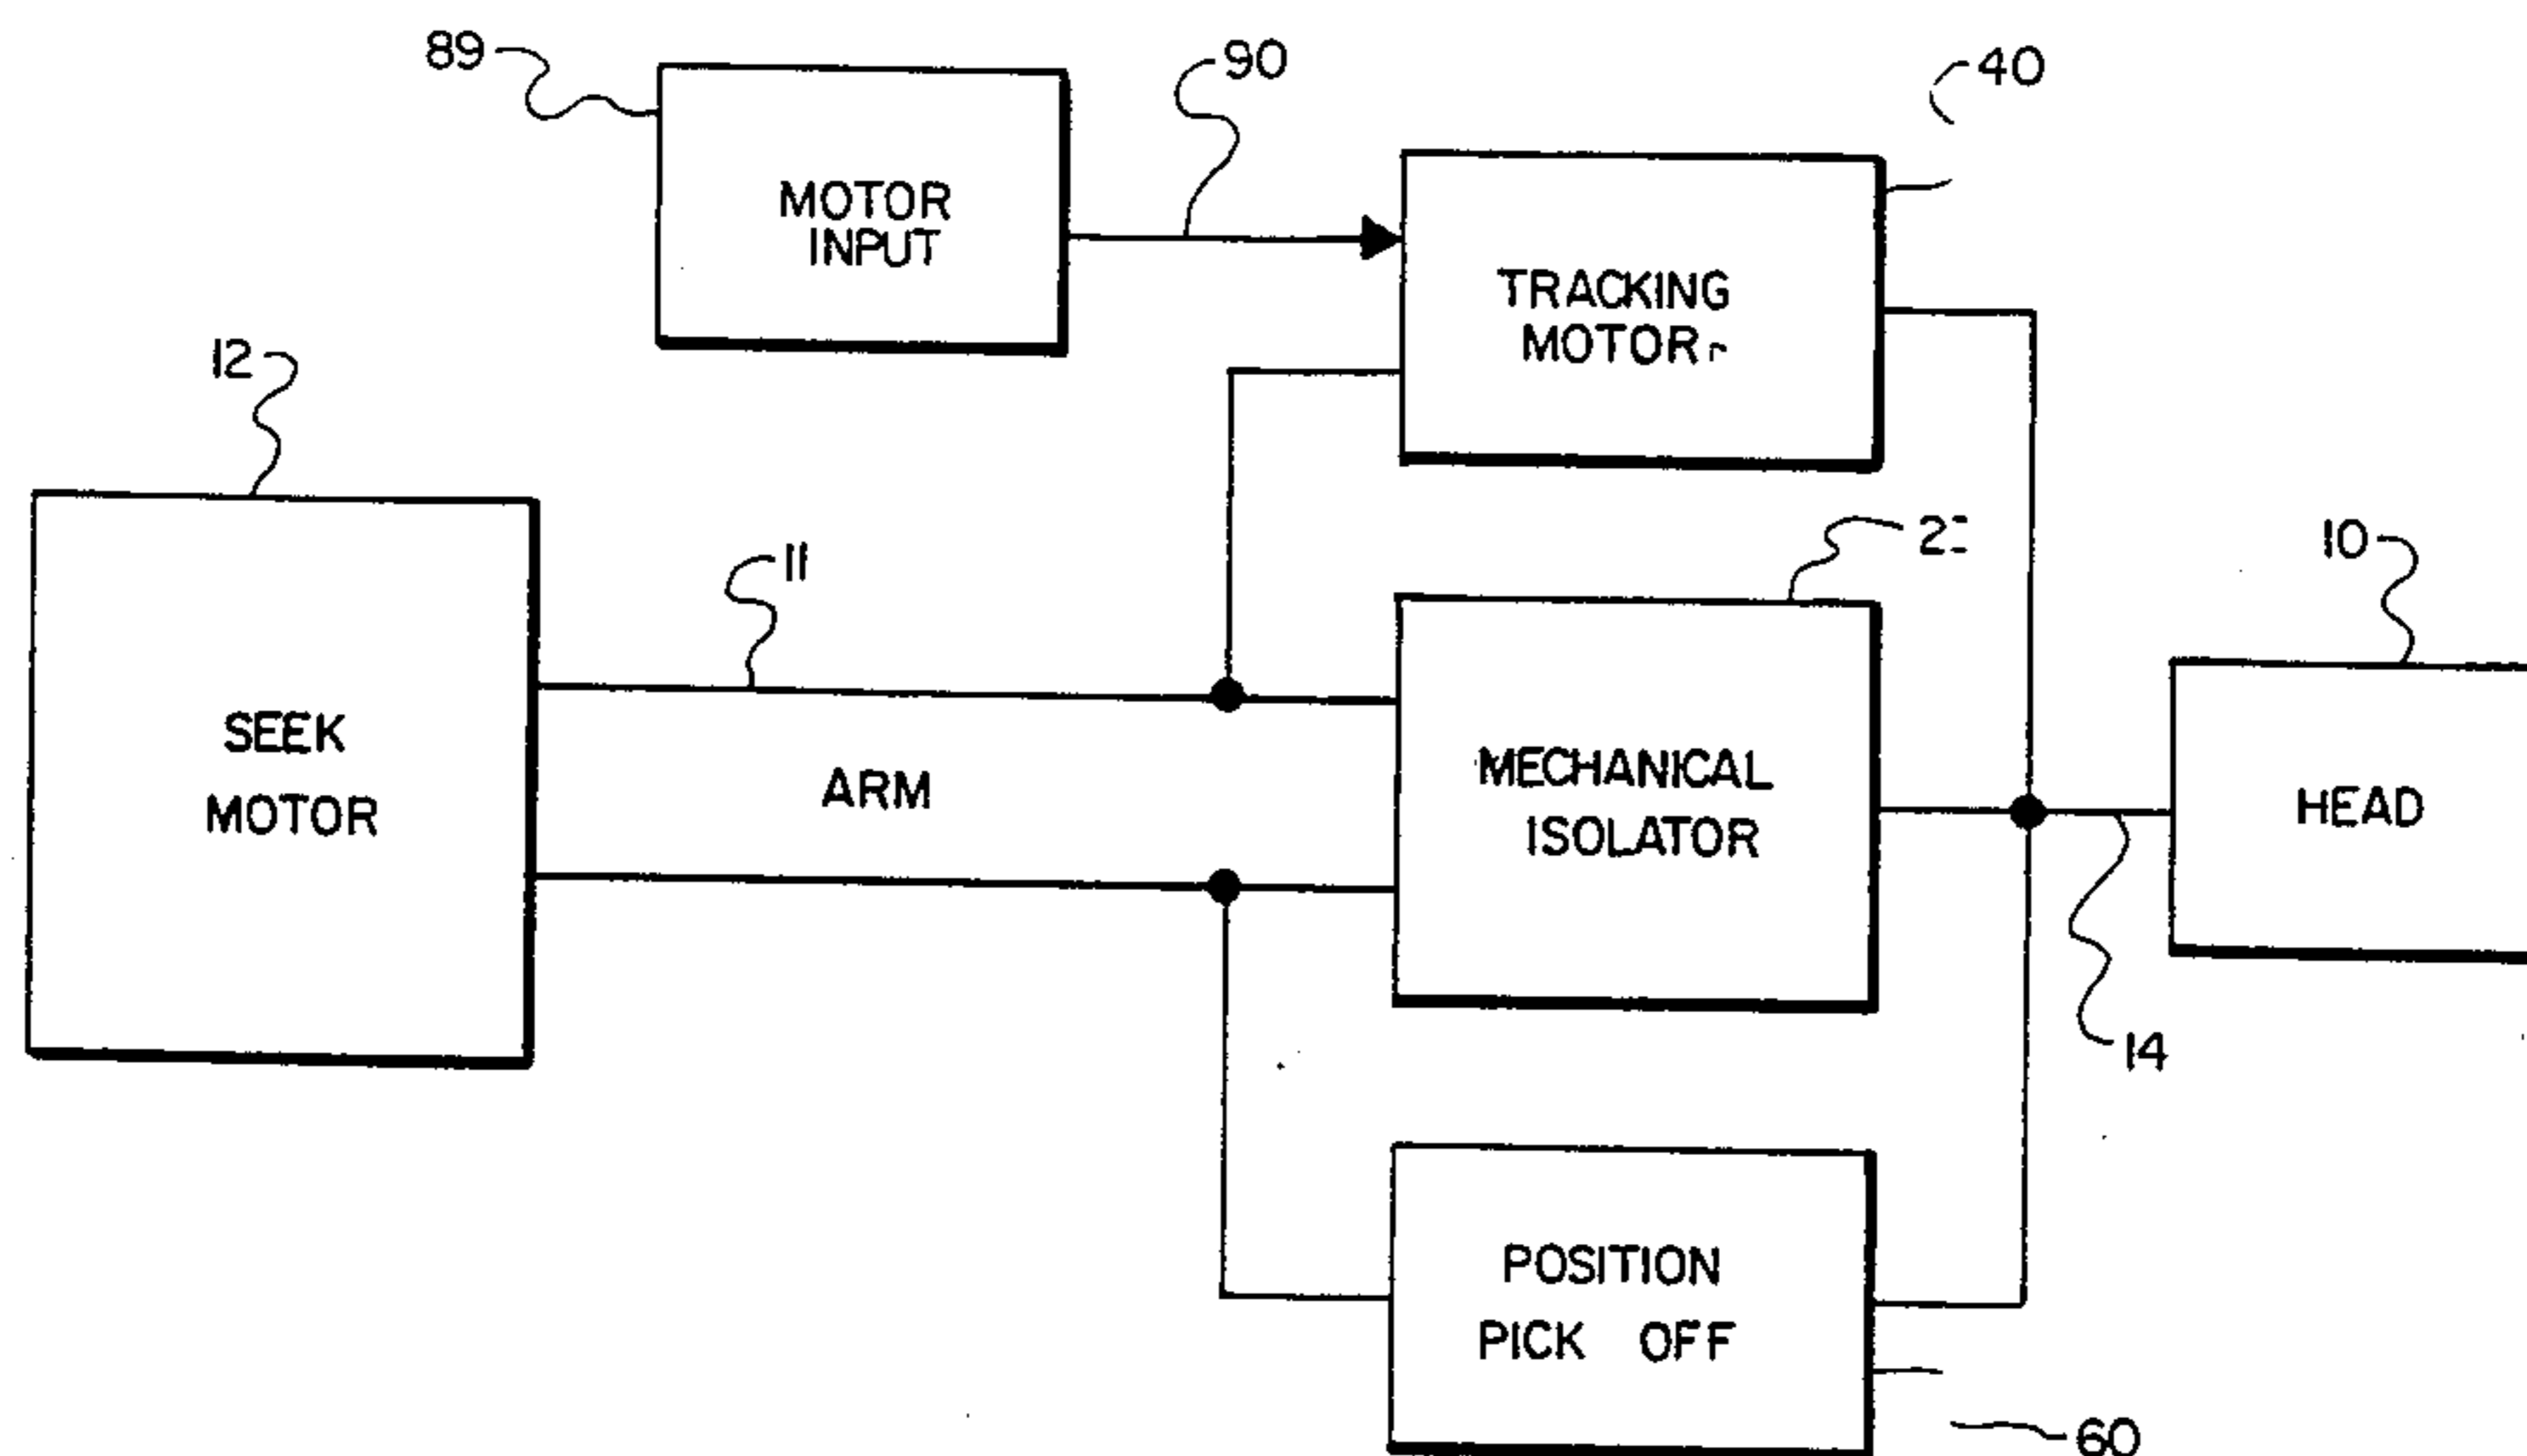 89
90
40
MOTOR
INPUT
TRACKING
MOTOR
12
11
10
SEEK
MOTOR
ARM
MECHANICAL
ISOLATOR
HEAD
14
POSITION
PICK OFF
60